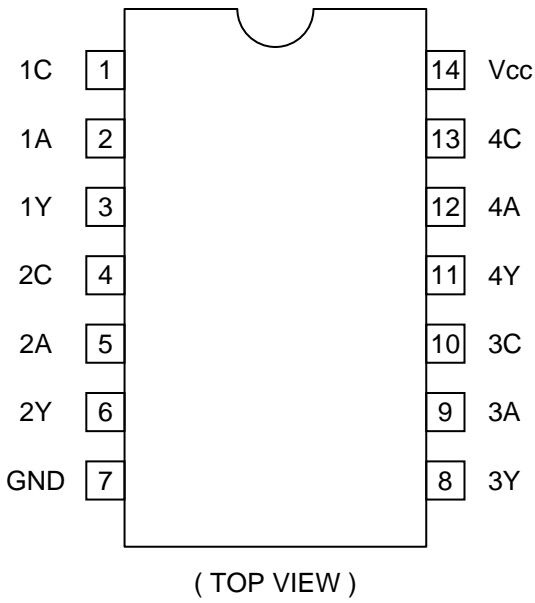 1C 1 14 Vcc
1A 2 13 4C
1Y 3 12 4A
2C 4 11 4Y
2A 5 10 3C
2Y 6 9 3A
GND 7 8 3Y
( TOP VIEW )